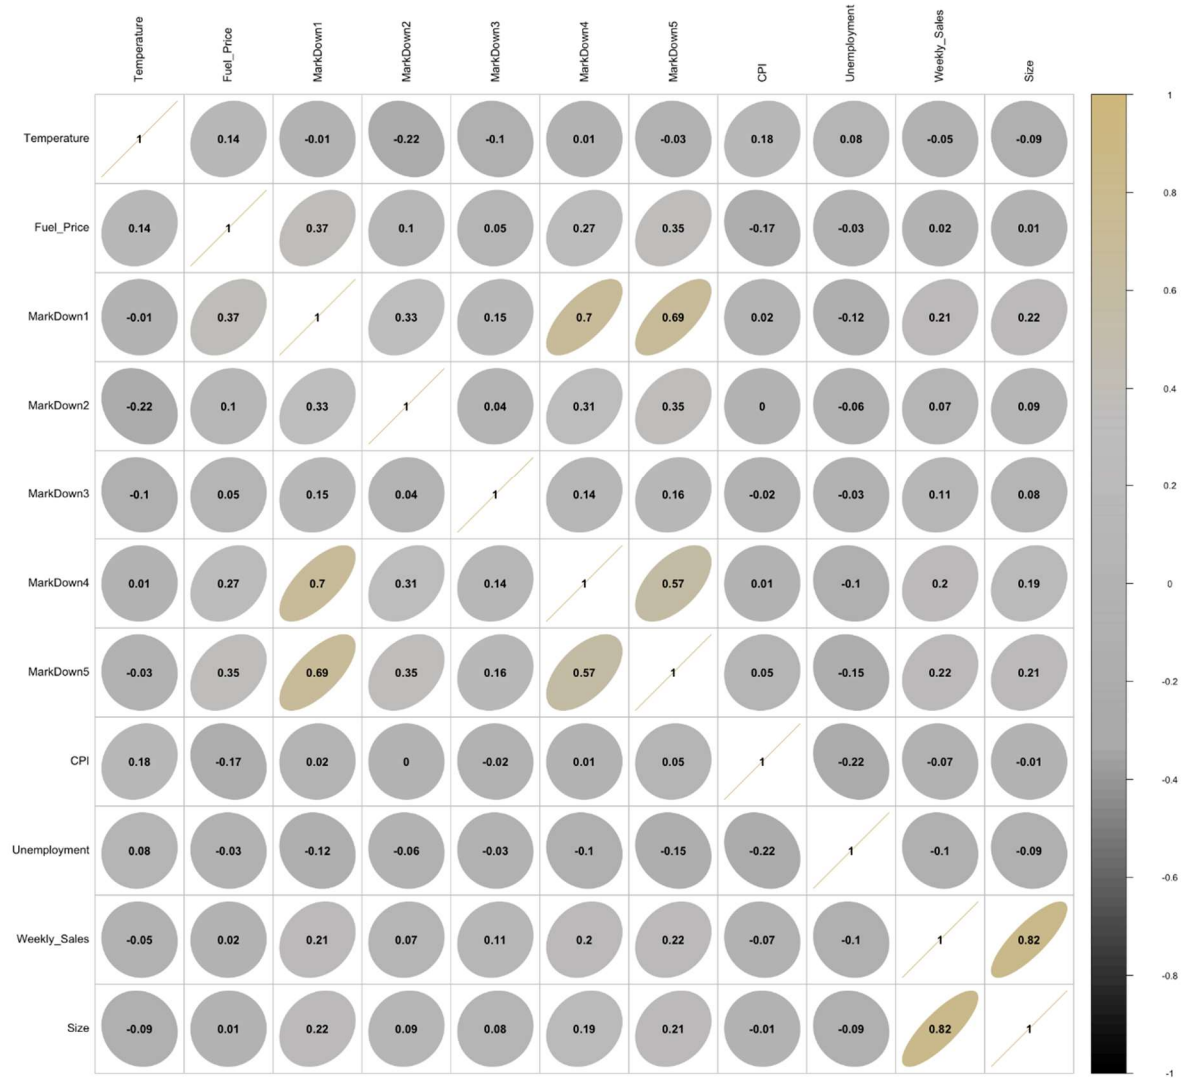 Temperature Fuel_Price MarkDown1 MarkDown2 MarkDown3 MarkDown4 MarkDown5 CPI Unemployment Weekly_Sales Size
Temperature 1 0.14 -0.01 -0.22 -0.1 0.01 -0.03 0.18 0.08 -0.05 -0.09
Fuel_Price 0.14 1 0.37 0.1 0.05 0.27 0.35 -0.17 -0.03 0.02 0.01
MarkDown1 -0.01 0.37 1 0.33 0.15 0.7 0.69 0.02 -0.12 0.21 0.22
MarkDown2 -0.22 0.1 0.33 1 0.04 0.31 0.35 0 -0.06 0.07 0.09
MarkDown3 -0.1 0.05 0.15 0.04 1 0.14 0.16 -0.02 -0.03 0.11 0.08
MarkDown4 0.01 0.27 0.7 0.31 0.14 1 0.57 0.01 -0.1 0.2 0.19
MarkDown5 -0.03 0.35 0.69 0.35 0.16 0.57 1 0.05 -0.15 0.22 0.21
CPI 0.18 -0.17 0.02 0 -0.02 0.01 0.05 1 -0.22 -0.07 -0.01
Unemployment 0.08 -0.03 -0.12 -0.06 -0.03 -0.1 -0.15 -0.22 1 -0.1 -0.09
Weekly_Sales -0.05 0.02 0.21 0.07 0.11 0.2 0.22 -0.07 -0.1 1 0.82
Size -0.09 0.01 0.22 0.09 0.08 0.19 0.21 -0.01 -0.09 0.82 1
1
0.8
0.6
0.4
0.2
0
-0.2
-0.4
-0.6
-0.8
-1